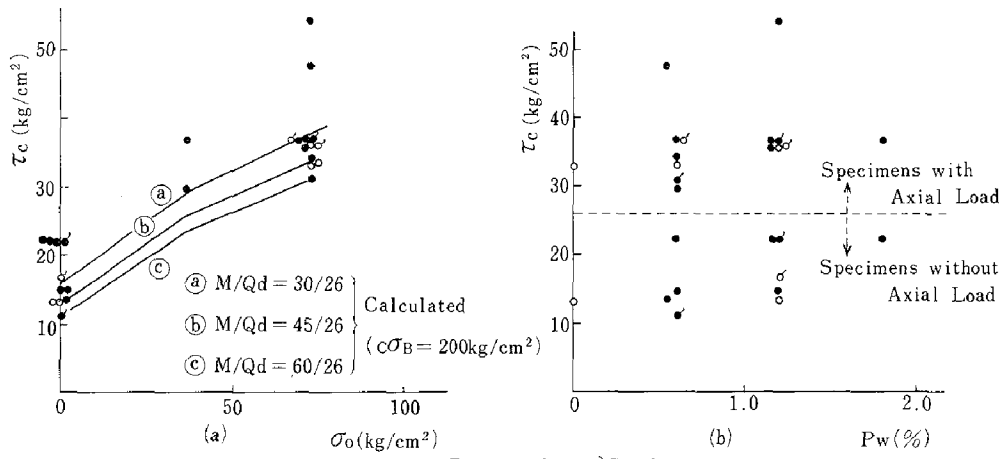 τc (kg/cm²)
50
40
30
20
10
0
50
100
ⓐ
ⓑ
ⓒ
ⓐ M/Qd = 30/26
ⓑ M/Qd = 45/26
ⓒ M/Qd = 60/26
Calculated
(cσB = 200kg/cm²)
(a)
σo(kg/cm²)
τc (kg/cm²)
50
40
30
20
10
0
1.0
2.0
Specimens with
Axial Load
Specimens without
Axial Load
(b)
Pw(%)